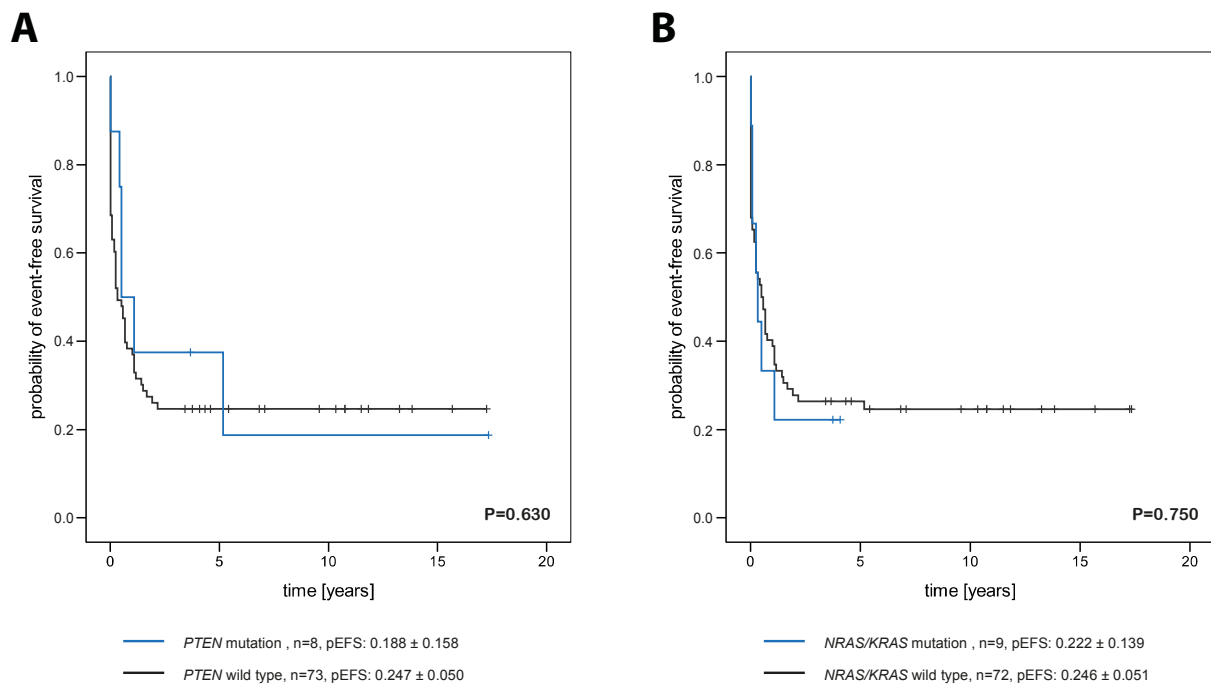 A
probability of event-free survival
1.0
0.8
0.6
0.4
0.2
0.0
P=0.630
0 5 10 15 20
time [years]
PTEN mutation , n=8, pEFS: 0.188 ± 0.158
PTEN wild type, n=73, pEFS: 0.247 ± 0.050
B
probability of event-free survival
1.0
0.8
0.6
0.4
0.2
0.0
P=0.750
0 5 10 15 20
time [years]
NRAS/KRAS mutation , n=9, pEFS: 0.222 ± 0.139
NRAS/KRAS wild type, n=72, pEFS: 0.246 ± 0.051